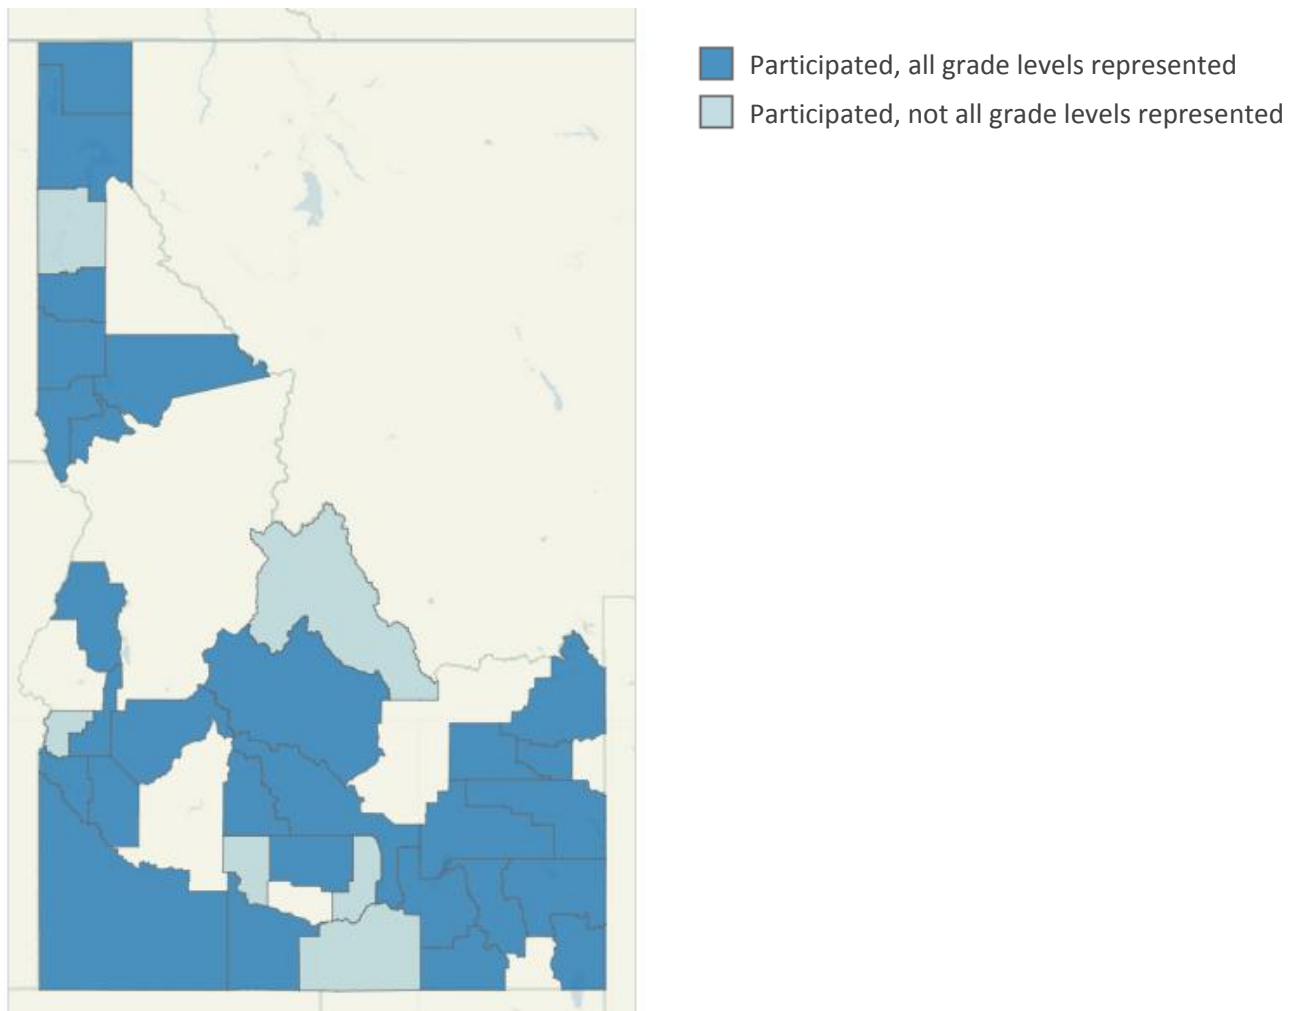 Participated, all grade levels represented
Participated, not all grade levels represented